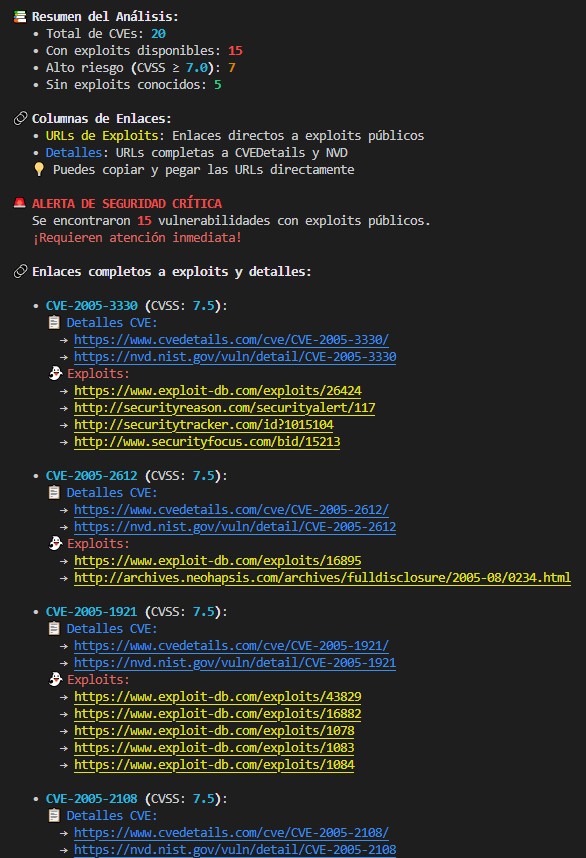 Resumen del Análisis:
• Total de CVEs: 20
• Con exploits disponibles: 15
• Alto riesgo (CVSS ≥ 7.0): 7
• Sin exploits conocidos: 5
Columnas de Enlaces:
• URLs de Exploits: Enlaces directos a exploits públicos
• Detalles: URLs completas a CVEDetails y NVD
Puedes copiar y pegar las URLs directamente
ALERTA DE SEGURIDAD CRÍTICA
Se encontraron 15 vulnerabilidades con exploits públicos.
¡Requieren atención inmediata!
Enlaces completos a exploits y detalles:
• CVE-2005-3330 (CVSS: 7.5):
Detalles CVE:
→ https://www.cvedetails.com/cve/CVE-2005-3330/
→ https://nvd.nist.gov/vuln/detail/CVE-2005-3330
Exploits:
→ https://www.exploit-db.com/exploits/26424
→ http://securityreason.com/securityalert/117
→ http://securitytracker.com/id?1015104
→ http://www.securityfocus.com/bid/15213
• CVE-2005-2612 (CVSS: 7.5):
Detalles CVE:
→ https://www.cvedetails.com/cve/CVE-2005-2612/
→ https://nvd.nist.gov/vuln/detail/CVE-2005-2612
Exploits:
→ https://www.exploit-db.com/exploits/16895
→ http://archives.neohapsis.com/archives/fulldisclosure/2005-08/0234.html
• CVE-2005-1921 (CVSS: 7.5):
Detalles CVE:
→ https://www.cvedetails.com/cve/CVE-2005-1921/
→ https://nvd.nist.gov/vuln/detail/CVE-2005-1921
Exploits:
→ https://www.exploit-db.com/exploits/43829
→ https://www.exploit-db.com/exploits/16882
→ https://www.exploit-db.com/exploits/1078
→ https://www.exploit-db.com/exploits/1083
→ https://www.exploit-db.com/exploits/1084
• CVE-2005-2108 (CVSS: 7.5):
Detalles CVE:
→ https://www.cvedetails.com/cve/CVE-2005-2108/
→ https://nvd.nist.gov/vuln/detail/CVE-2005-2108